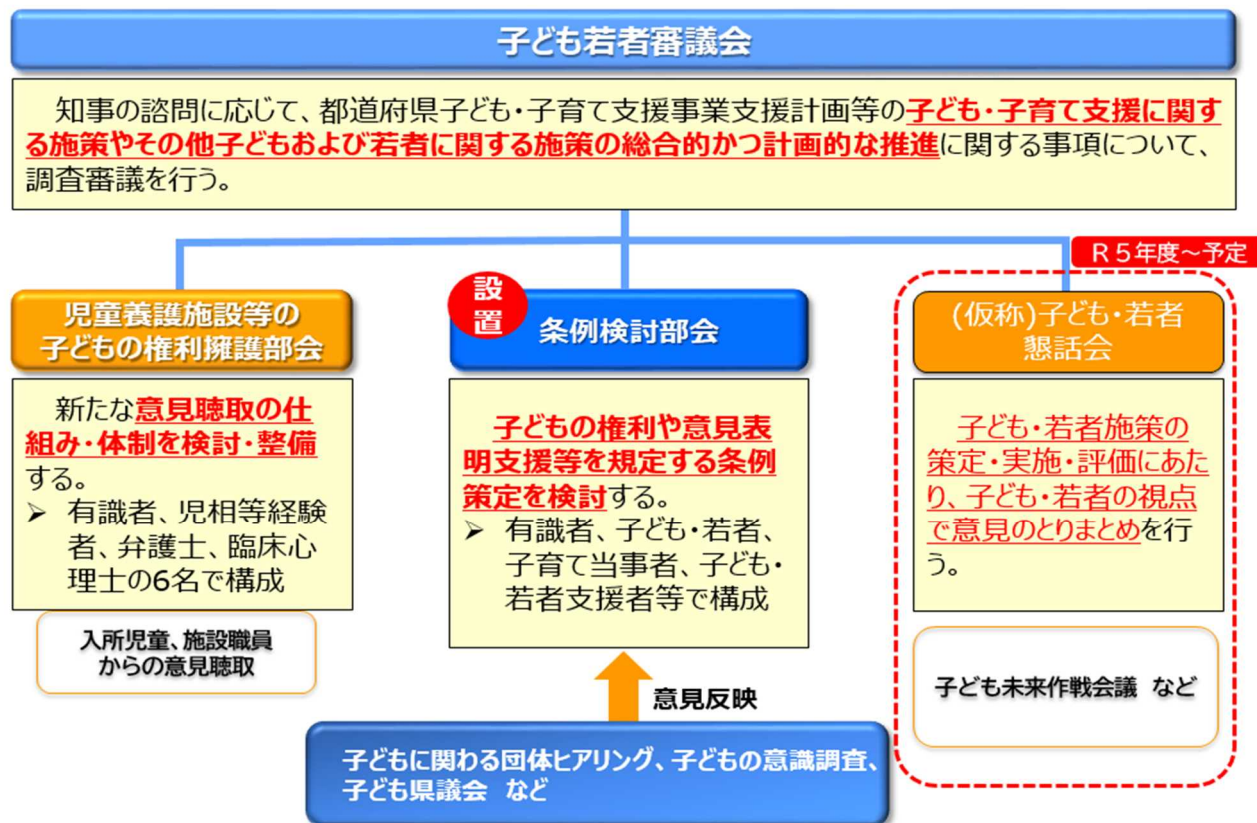 子ども若者審議会
知事の諮問に応じて、都道府県子ども・子育て支援事業支援計画等の子ども・子育て支援に関す
る施策やその他子どもおよび若者に関する施策の総合的かつ計画的な推進に関する事項について、
調査審議を行う。
R5年度～予定
児童養護施設等の
子どもの権利擁護部会
新たな意見聴取の仕
組み・体制を検討・整備
する。
➢ 有識者、児相等経験
者、弁護士、臨床心
理士の6名で構成
入所児童、施設職員
からの意見聴取
設
置
条例検討部会
子どもの権利や意見表
明支援等を規定する条例
策定を検討する。
➢ 有識者、子ども・若者、
子育て当事者、子ども・
若者支援者等で構成
意見反映
子どもに関わる団体ヒアリング、子どもの意識調査、
子ども県議会 など
(仮称)子ども・若者
懇話会
子ども・若者施策の
策定・実施・評価にあた
り、子ども・若者の視点
で意見のとりまとめを行
う。
子ども未来作戦会議 など